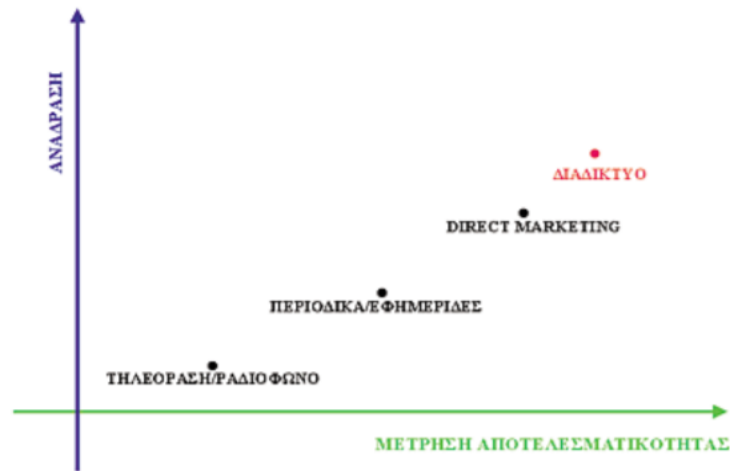 ΑΝΑΔΡΑΣΗ
ΔΙΑΔΙΚΤΥΟ
DIRECT MARKETING
ΠΕΡΙΟΔΙΚΑ/ΕΦΗΜΕΡΙΔΕΣ
ΤΗΛΕΟΡΑΣΗ/ΡΑΔΙΟΦΩΝΟ
ΜΕΤΡΗΣΗ ΑΠΟΤΕΛΕΣΜΑΤΙΚΟΤΗΤΑΣ